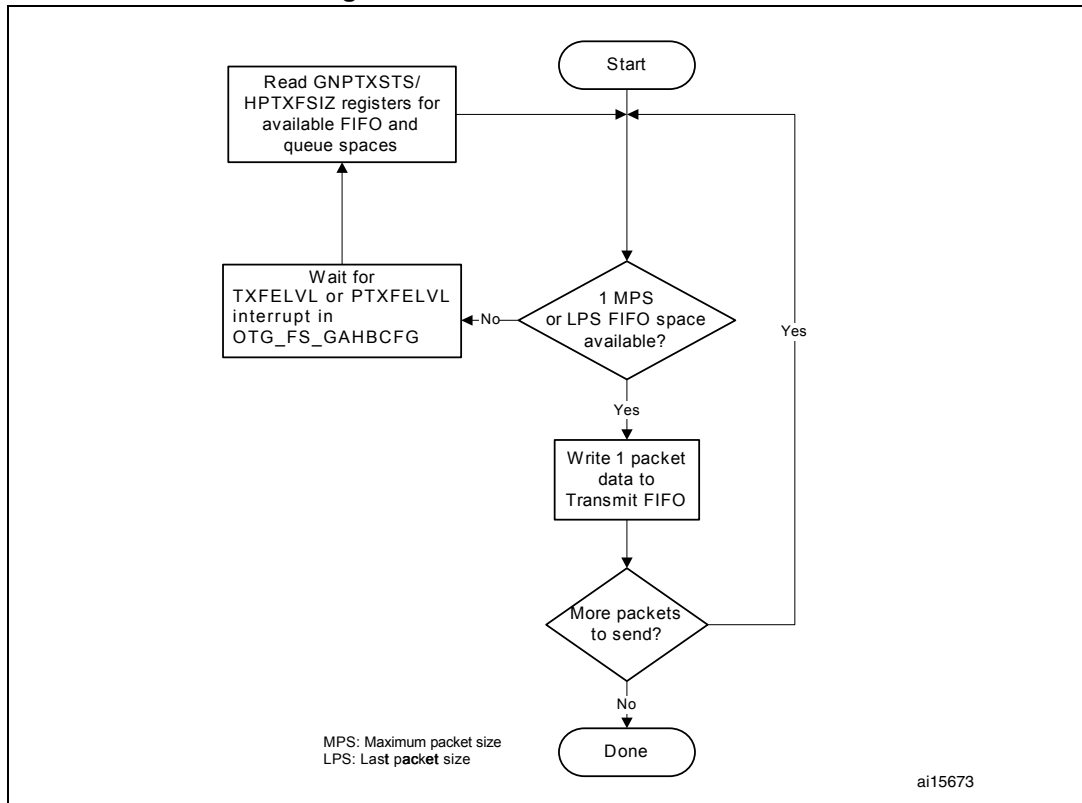 Start
Read GNPTXSTS/
HPTXFSIZ registers for
available FIFO and
queue spaces
Wait for
TXFELVL or PTXFELVL
interrupt in
OTG_FS_GAHBCFG
No
1 MPS
or LPS FIFO space
available?
Yes
Yes
Write 1 packet
data to
Transmit FIFO
More packets
to send?
No
Done
MPS: Maximum packet size
LPS: Last packet size
ai15673